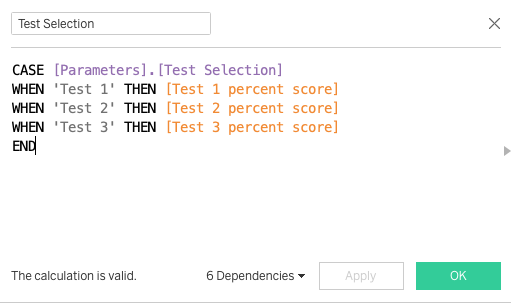 Test Selection
CASE [Parameters].[Test Selection]
WHEN 'Test 1' THEN [Test 1 percent score]
WHEN 'Test 2' THEN [Test 2 percent score]
WHEN 'Test 3' THEN [Test 3 percent score]
END
The calculation is valid. 6 Dependencies Apply OK